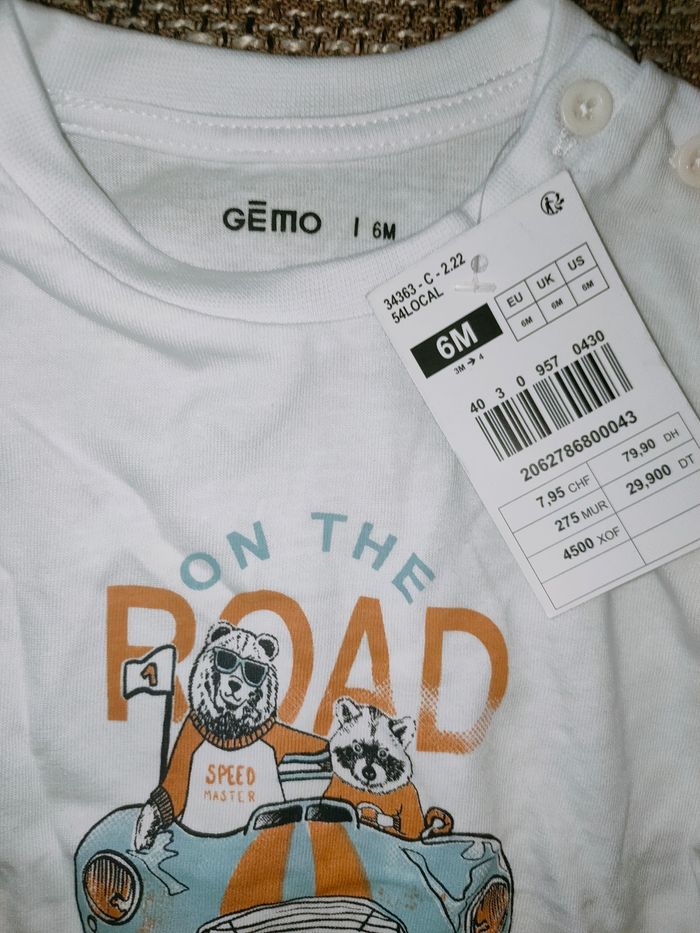 GĒMO | 6M
34363 - C - 2.22
54LOCAL
6M
3M → 4
EU UK US
6M 6M 6M
40 3 0 957 0430
2062786800043
7,95 CHF 79,90 DH
275 MUR 29,900 DT
4500 XOF
ON THE
ROAD
1
SPEED
MASTER